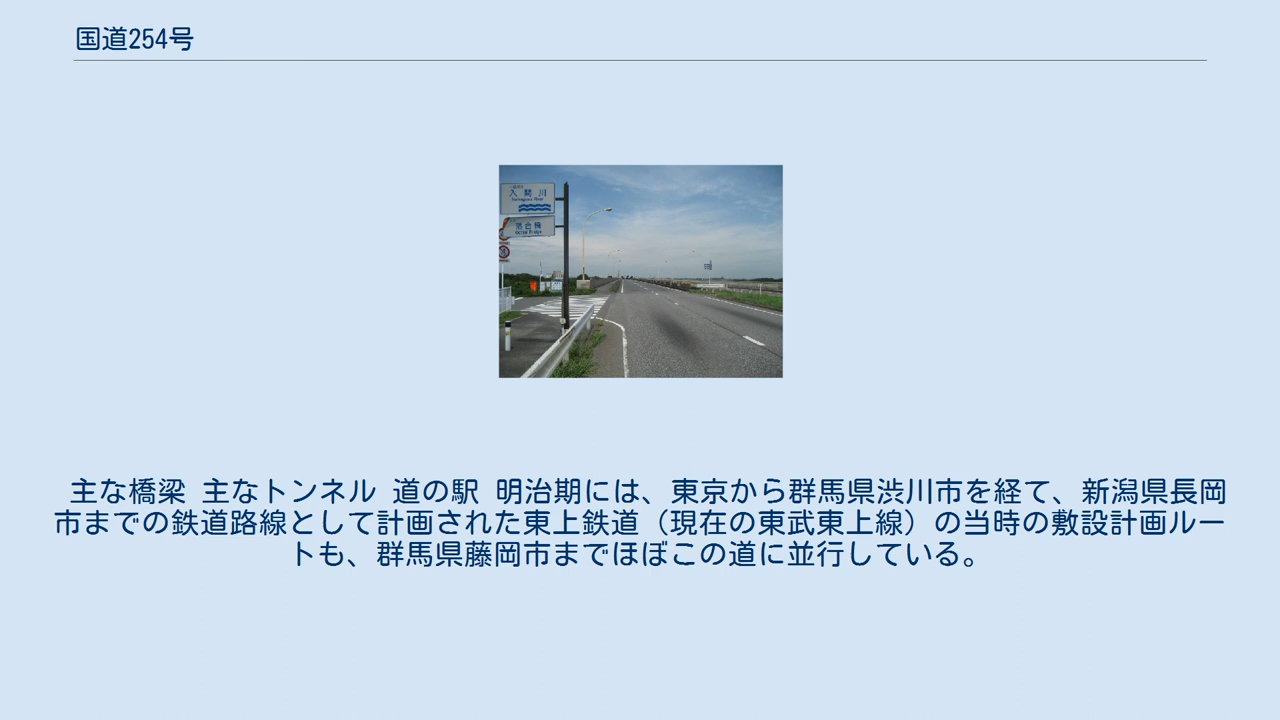 国道254号
入間川
落合橋
主な橋梁 主なトンネル 道の駅 明治期には、東京から群馬県渋川市を経て、新潟県長岡
市までの鉄道路線として計画された東上鉄道（現在の東武東上線）の当時の敷設計画ルー
トも、群馬県藤岡市までほぼこの道に並行している。